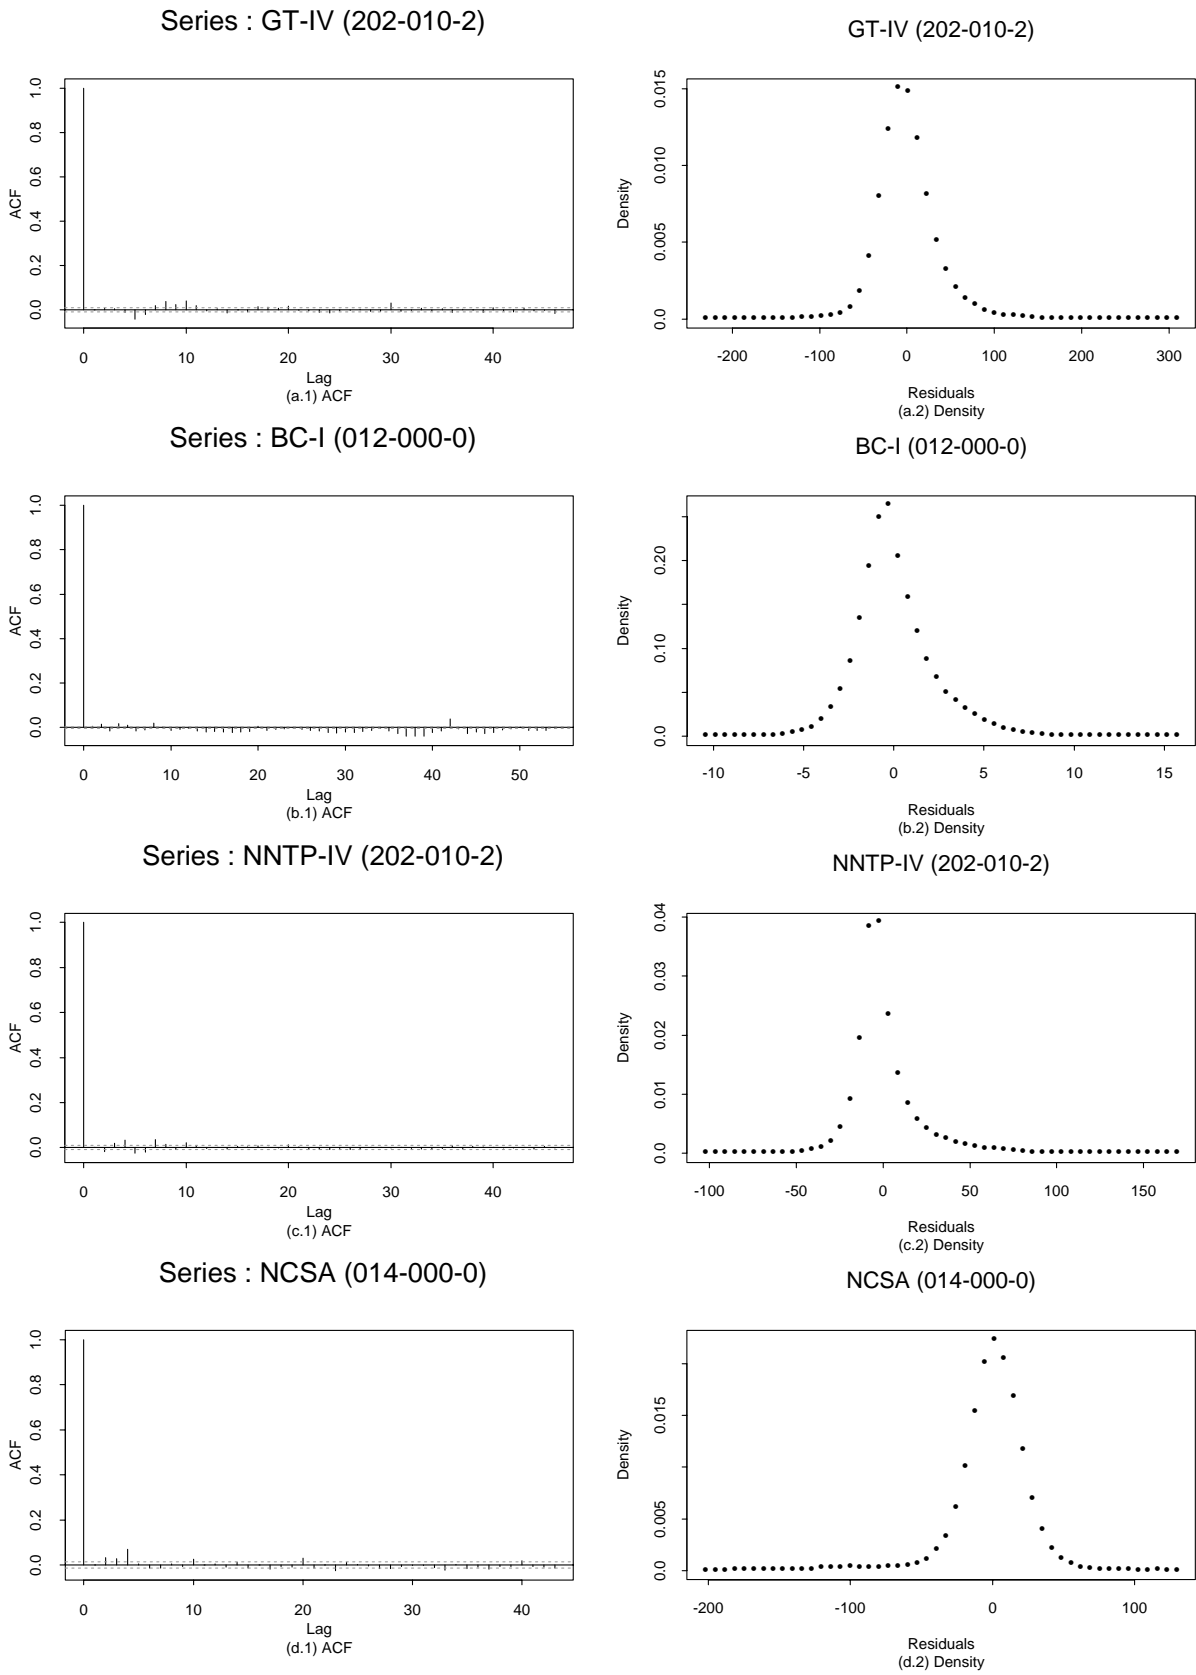 Series : GT-IV (202-010-2)
ACF
0.0 0.2 0.4 0.6 0.8 1.0
0 10 20 30 40
Lag
(a.1) ACF
GT-IV (202-010-2)
Density
0.0 0.005 0.010 0.015
-200 -100 0 100 200 300
Residuals
(a.2) Density
Series : BC-I (012-000-0)
ACF
0.0 0.2 0.4 0.6 0.8 1.0
0 10 20 30 40 50
Lag
(b.1) ACF
BC-I (012-000-0)
Density
0.0 0.10 0.20
-10 -5 0 5 10 15
Residuals
(b.2) Density
Series : NNTP-IV (202-010-2)
ACF
0.0 0.2 0.4 0.6 0.8 1.0
0 10 20 30 40
Lag
(c.1) ACF
NNTP-IV (202-010-2)
Density
0.0 0.01 0.02 0.03 0.04
-100 -50 0 50 100 150
Residuals
(c.2) Density
Series : NCSA (014-000-0)
ACF
0.0 0.2 0.4 0.6 0.8 1.0
0 10 20 30 40
Lag
(d.1) ACF
NCSA (014-000-0)
Density
0.0 0.005 0.015
-200 -100 0 100
Residuals
(d.2) Density